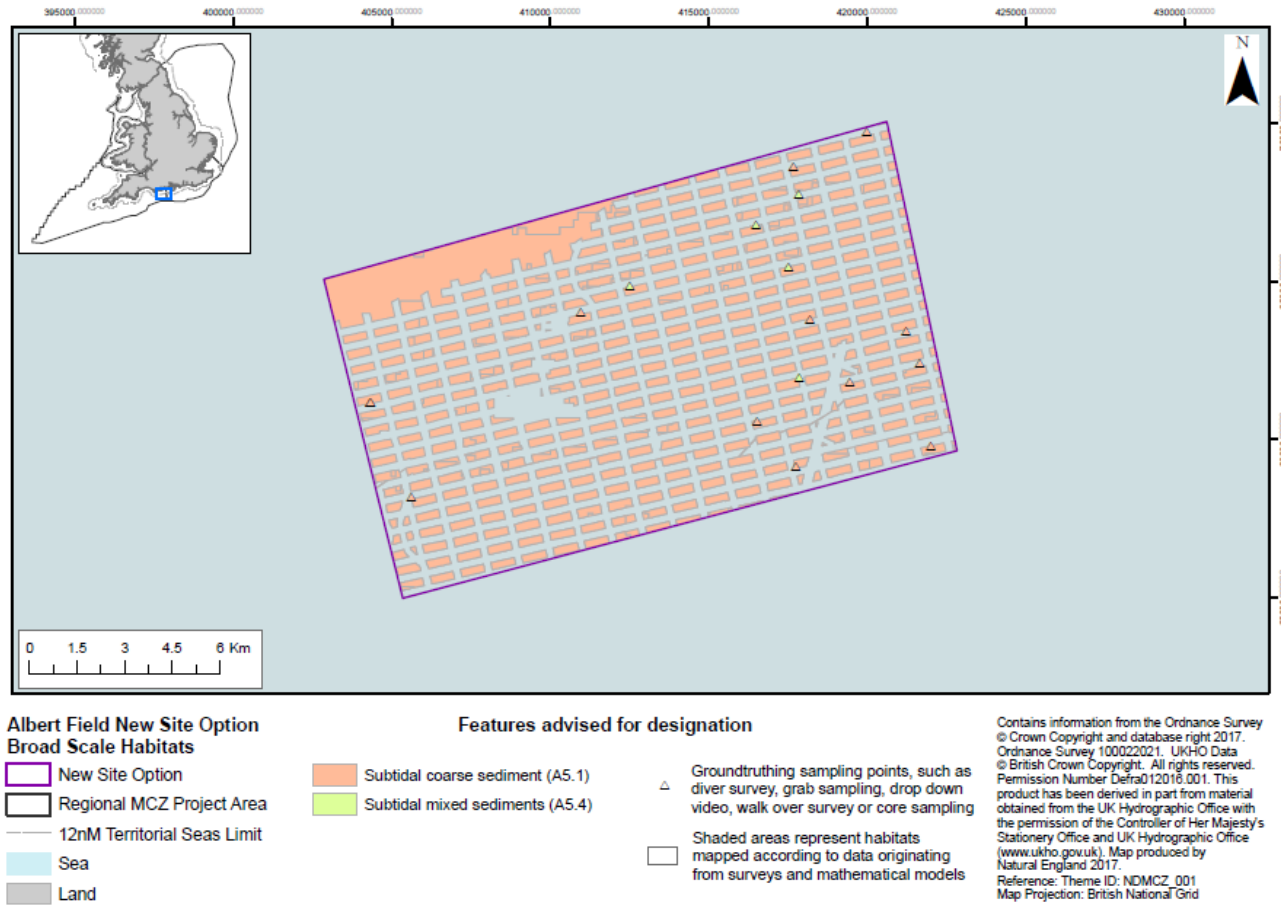 395000.000000 400000.000000 405000.000000 410000.000000 415000.000000 420000.000000 425000.000000 430000.000000
N
0 1.5 3 4.5 6 Km
Albert Field New Site Option
Broad Scale Habitats
New Site Option
Regional MCZ Project Area
12nM Territorial Seas Limit
Sea
Land
Features advised for designation
Subtidal coarse sediment (A5.1)
Subtidal mixed sediments (A5.4)
Groundtruthing sampling points, such as
diver survey, grab sampling, drop down
video, walk over survey or core sampling
Shaded areas represent habitats
mapped according to data originating
from surveys and mathematical models
Contains information from the Ordnance Survey
© Crown Copyright and database right 2017.
Ordnance Survey 100022021. UKHO Data
© British Crown Copyright. All rights reserved.
Permission Number Defra012016.001. This
product has been derived in part from material
obtained from the UK Hydrographic Office with
the permission of the Controller of Her Majesty's
Stationery Office and UK Hydrographic Office
(www.ukho.gov.uk). Map produced by
Natural England 2017.
Reference: Theme ID: NDMCZ_001
Map Projection: British National Grid